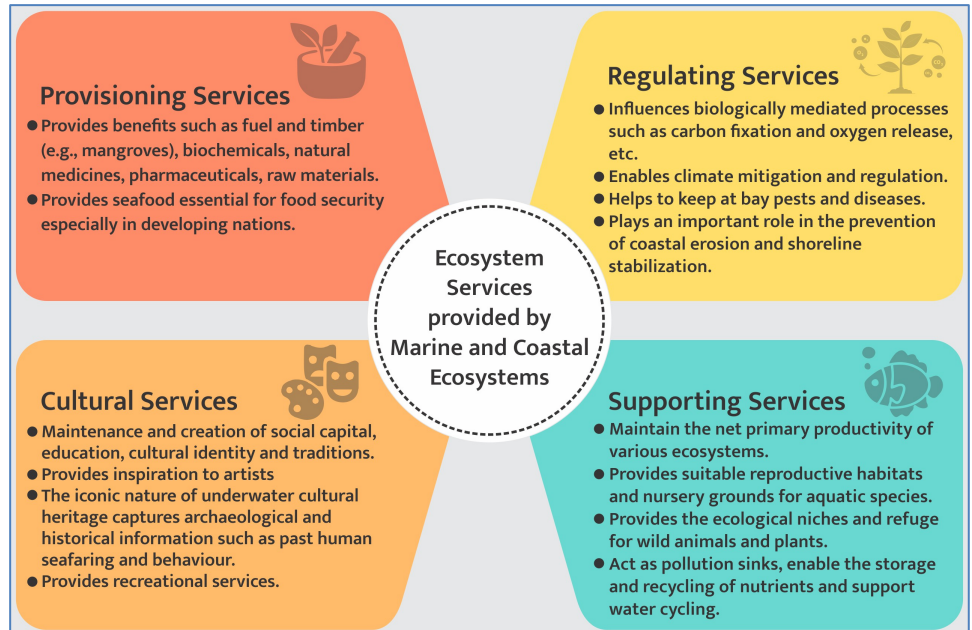 Provisioning Services
● Provides benefits such as fuel and timber
(e.g., mangroves), biochemicals, natural
medicines, pharmaceuticals, raw materials.
● Provides seafood essential for food security
especially in developing nations.
Regulating Services
● Influences biologically mediated processes
such as carbon fixation and oxygen release,
etc.
● Enables climate mitigation and regulation.
● Helps to keep at bay pests and diseases.
● Plays an important role in the prevention
of coastal erosion and shoreline
stabilization.
Ecosystem
Services
provided by
Marine and Coastal
Ecosystems
Cultural Services
● Maintenance and creation of social capital,
education, cultural identity and traditions.
● Provides inspiration to artists
● The iconic nature of underwater cultural
heritage captures archaeological and
historical information such as past human
seafaring and behaviour.
● Provides recreational services.
Supporting Services
● Maintain the net primary productivity of
various ecosystems.
● Provides suitable reproductive habitats
and nursery grounds for aquatic species.
● Provides the ecological niches and refuge
for wild animals and plants.
● Act as pollution sinks, enable the storage
and recycling of nutrients and support
water cycling.